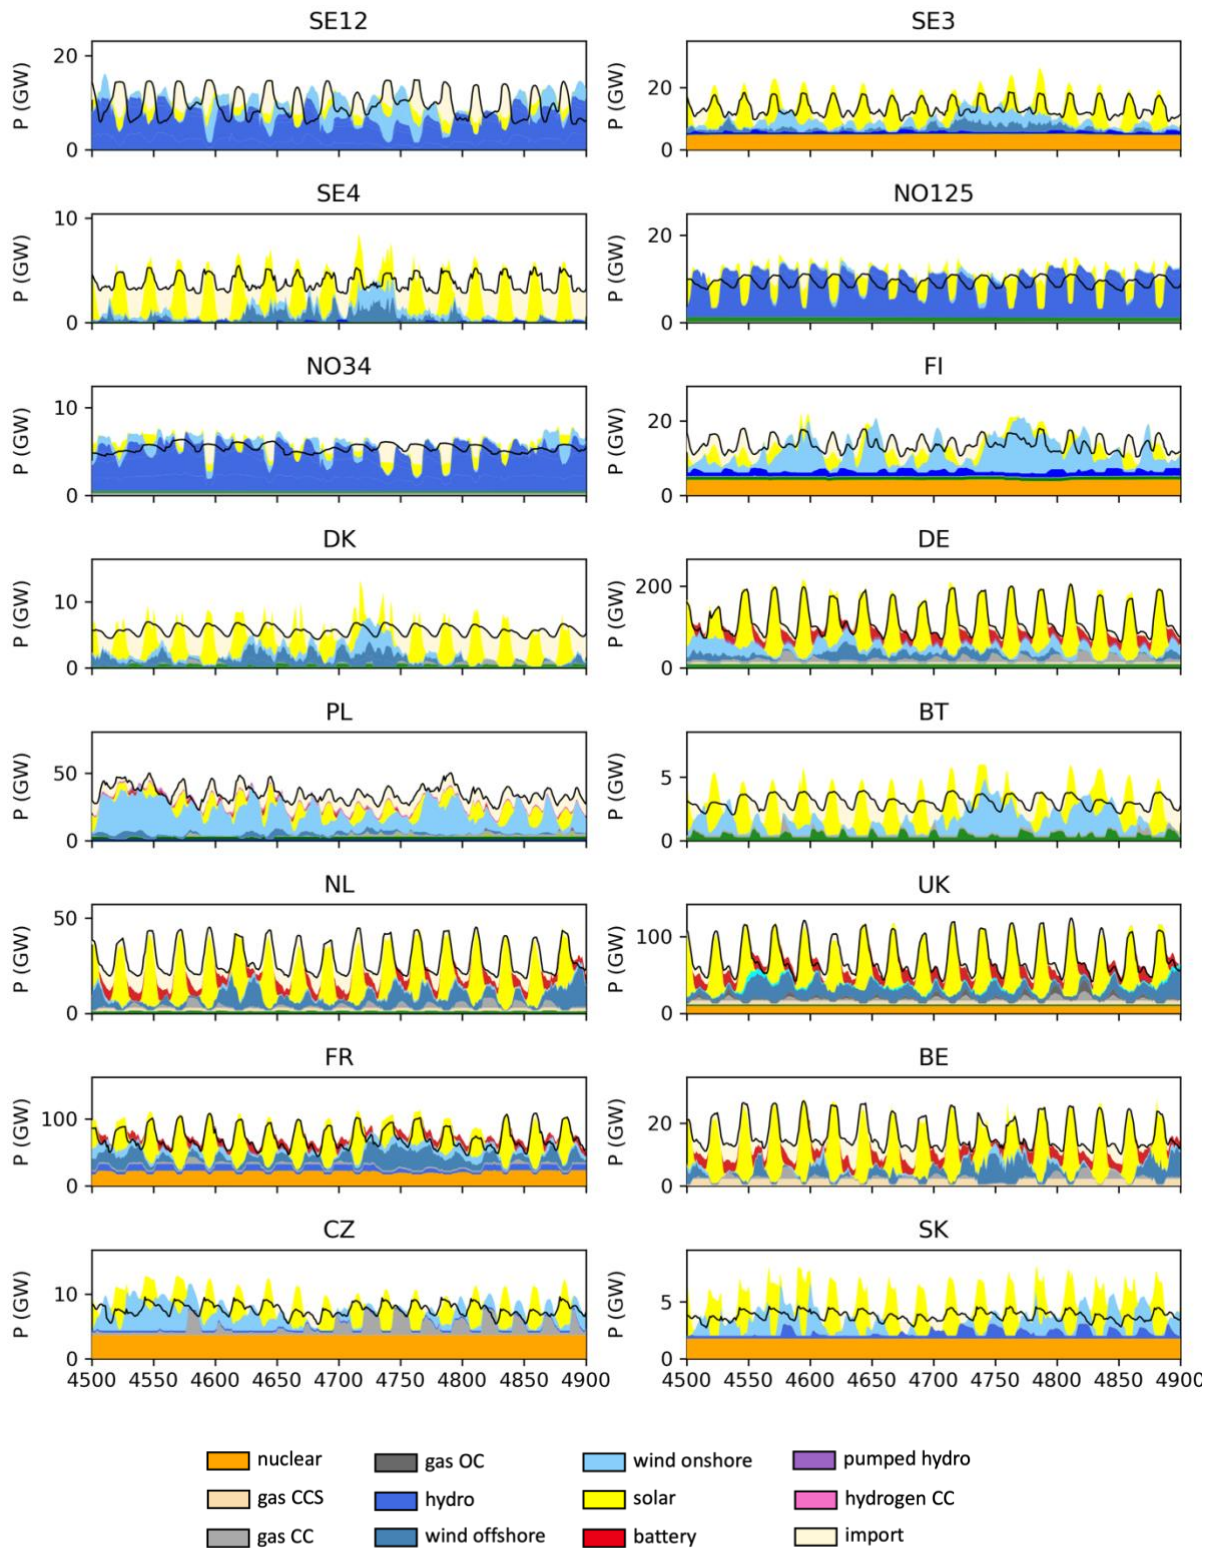 SE12
SE3
20
P (GW)
0
20
P (GW)
0
SE4
NO125
10
P (GW)
0
20
P (GW)
0
NO34
FI
10
P (GW)
0
20
P (GW)
0
DK
DE
10
P (GW)
0
200
P (GW)
0
PL
BT
50
P (GW)
0
5
P (GW)
0
NL
UK
50
P (GW)
0
100
P (GW)
0
FR
BE
100
P (GW)
0
20
P (GW)
0
CZ
SK
10
P (GW)
0
5
P (GW)
0
4500 4550 4600 4650 4700 4750 4800 4850 4900
4500 4550 4600 4650 4700 4750 4800 4850 4900
nuclear gas OC wind onshore pumped hydro
gas CCS hydro solar hydrogen CC
gas CC wind offshore battery import